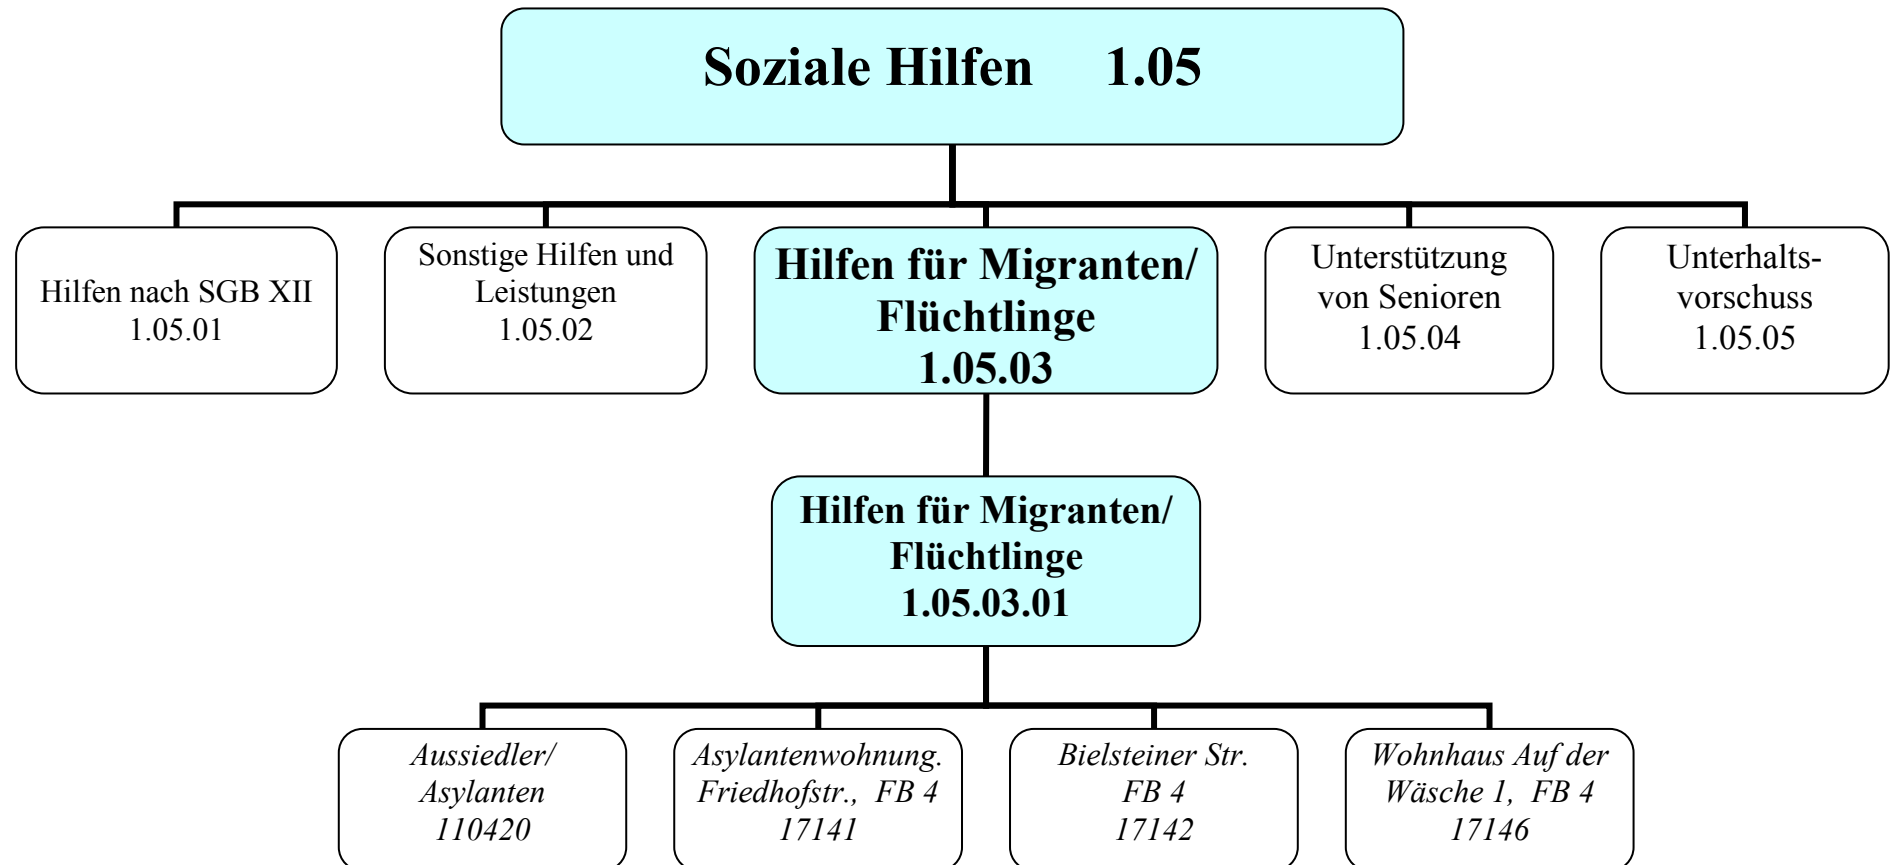 Soziale Hilfen 1.05
Hilfen nach SGB XII
1.05.01
Sonstige Hilfen und
Leistungen
1.05.02
Hilfen für Migranten/
Flüchtlinge
1.05.03
Unterstützung
von Senioren
1.05.04
Unterhalts-
vorschuss
1.05.05
Hilfen für Migranten/
Flüchtlinge
1.05.03.01
Aussiedler/
Asylanten
110420
Asylantenwohnung.
Friedhofstr., FB 4
17141
Bielsteiner Str.
FB 4
17142
Wohnhaus Auf der
Wäsche 1, FB 4
17146